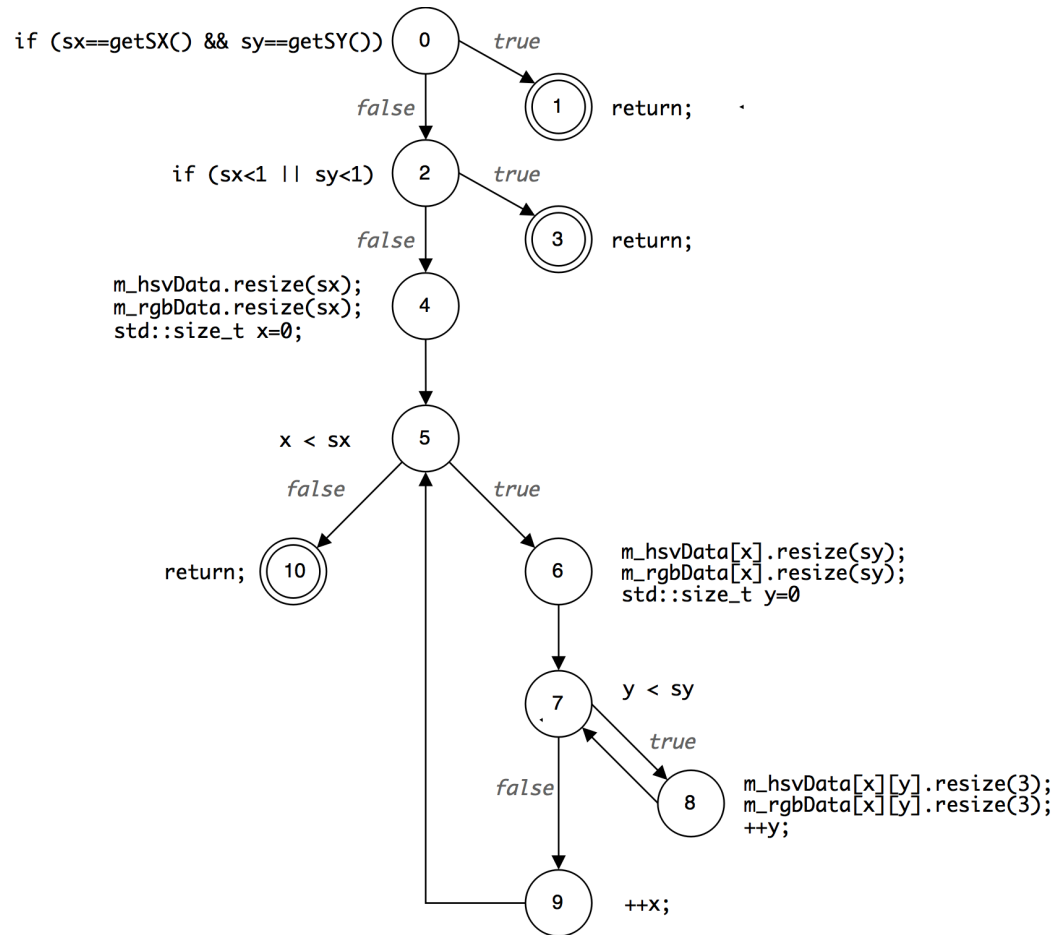 if (sx==getSX() && sy==getSY())
0
true
false
1
return;
if (sx<1 || sy<1)
2
true
false
3
return;
m_hsvData.resize(sx);
m_rgbData.resize(sx);
std::size_t x=0;
4
x < sx
5
false
true
return;
10
6
m_hsvData[x].resize(sy);
m_rgbData[x].resize(sy);
std::size_t y=0
7
y < sy
true
false
8
m_hsvData[x][y].resize(3);
m_rgbData[x][y].resize(3);
++y;
9
++x;